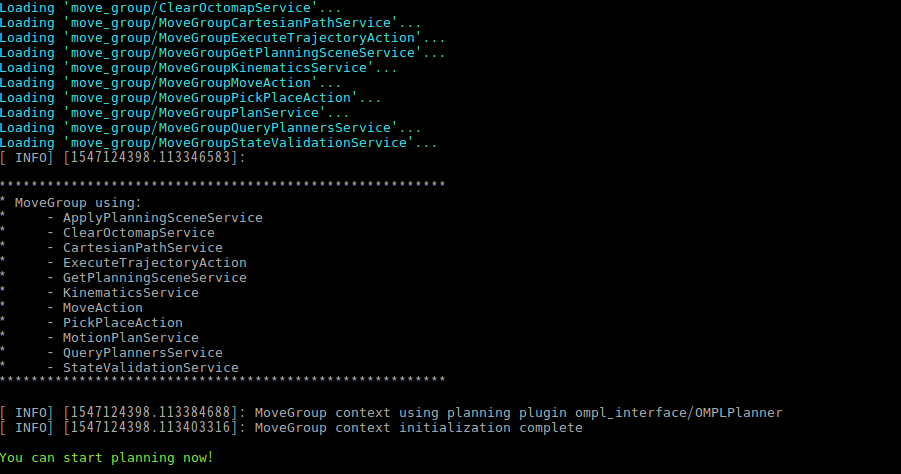 Loading 'move_group/ClearOctomapService'...
Loading 'move_group/MoveGroupCartesianPathService'...
Loading 'move_group/MoveGroupExecuteTrajectoryAction'...
Loading 'move_group/MoveGroupGetPlanningSceneService'...
Loading 'move_group/MoveGroupKinematicsService'...
Loading 'move_group/MoveGroupMoveAction'...
Loading 'move_group/MoveGroupPickPlaceAction'...
Loading 'move_group/MoveGroupPlanService'...
Loading 'move_group/MoveGroupQueryPlannersService'...
Loading 'move_group/MoveGroupStateValidationService'...
[ INFO] [1547124398.113346583]:
********************************************************
* MoveGroup using:
*     - ApplyPlanningSceneService
*     - ClearOctomapService
*     - CartesianPathService
*     - ExecuteTrajectoryAction
*     - GetPlanningSceneService
*     - KinematicsService
*     - MoveAction
*     - PickPlaceAction
*     - MotionPlanService
*     - QueryPlannersService
*     - StateValidationService
********************************************************
[ INFO] [1547124398.113384688]: MoveGroup context using planning plugin ompl_interface/OMPLPlanner
[ INFO] [1547124398.113403316]: MoveGroup context initialization complete
You can start planning now!